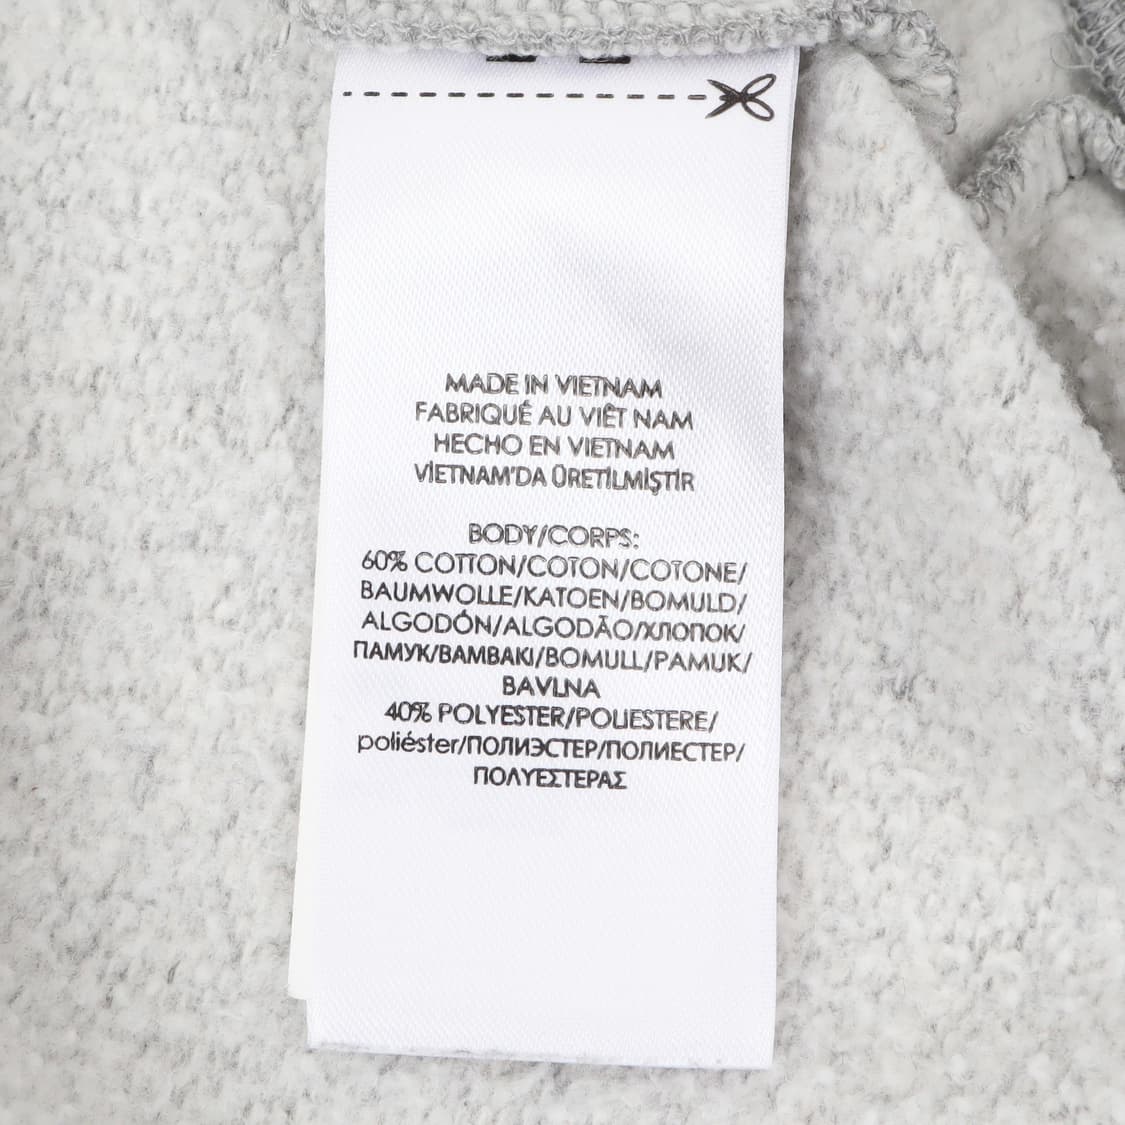 MADE IN VIETNAM
FABRIQUÉ AU VIÊT NAM
HECHO EN VIETNAM
VİETNAM'DA ÜRETİLMİŞTİR
BODY/CORPS:
60% COTTON/COTON/COTONE/
BAUMWOLLE/KATOEN/BOMULD/
ALGODÓN/ALGODÃO/ХЛОПОК/
ПАМУК/ΒΑΜΒΑΚΙ/BOMULL/PAMUK/
BAVLNA
40% POLYESTER/POLIESTERE/
poliéster/ПОЛИЭСТЕР/ПОЛИЕСТЕР/
ΠΟΛΥΕΣΤΕΡΑΣ